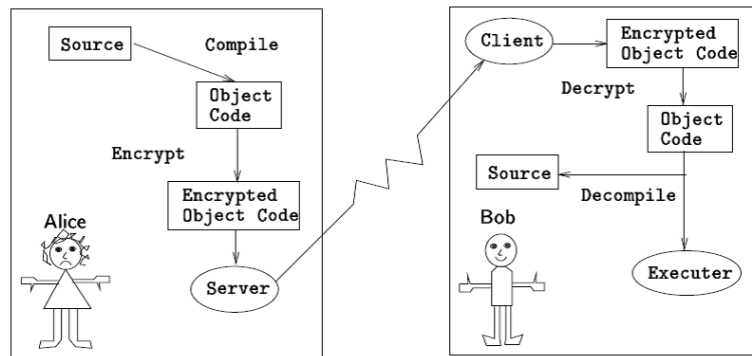 Source
Compile
Object
Code
Encrypt
Encrypted
Object Code
Alice
Server
Client
Encrypted
Object Code
Decrypt
Object
Code
Source
Decompile
Bob
Executer